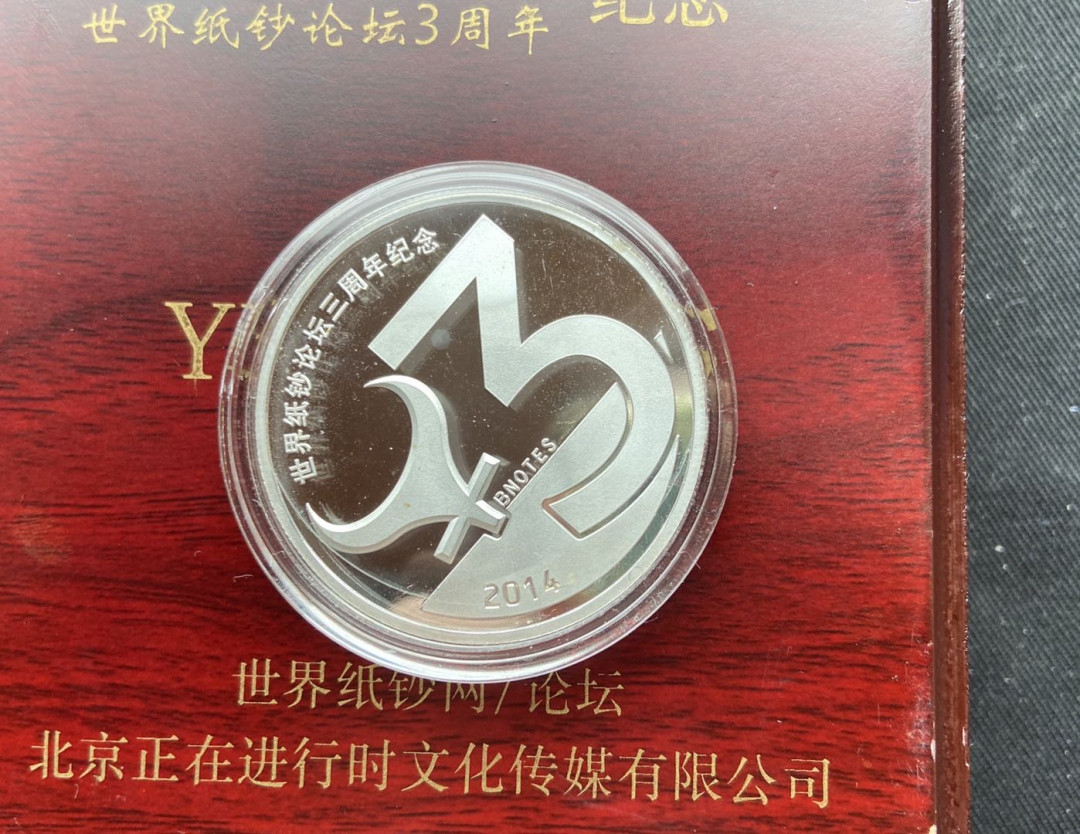 世界纸钞论坛3周年 纪念
世界纸钞论坛三周年纪念
Y
BNOTES
2014
世界纸钞网/论坛
北京正在进行时文化传媒有限公司